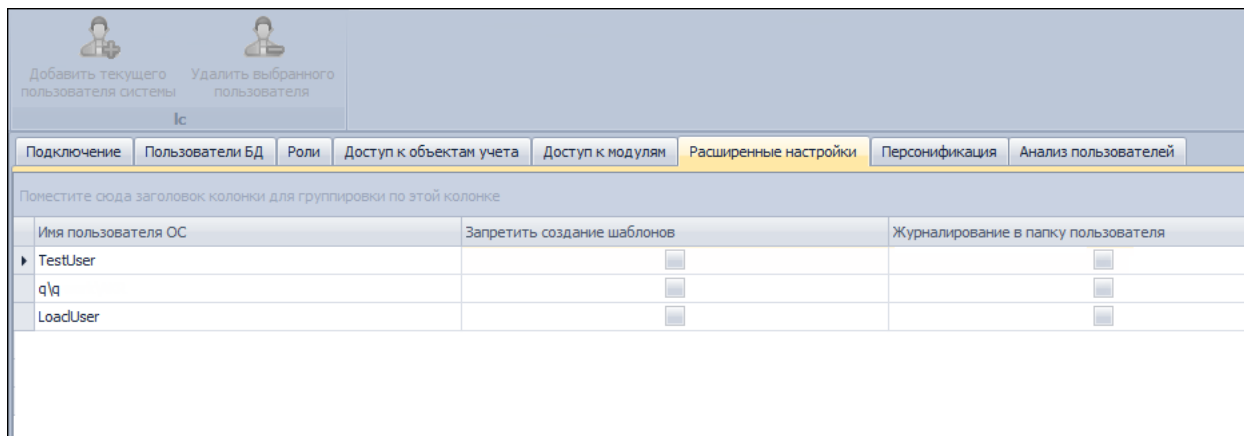 Добавить текущего пользователя системы
Удалить выбранного пользователя
lc
Подключение Пользователи БД Роли Доступ к объектам учета Доступ к модулям Расширенные настройки Персонификация Анализ пользователей
Поместите сюда заголовок колонки для группировки по этой колонке
Имя пользователя ОС Запретить создание шаблонов Журналирование в папку пользователя
TestUser
q\q
LoadUser